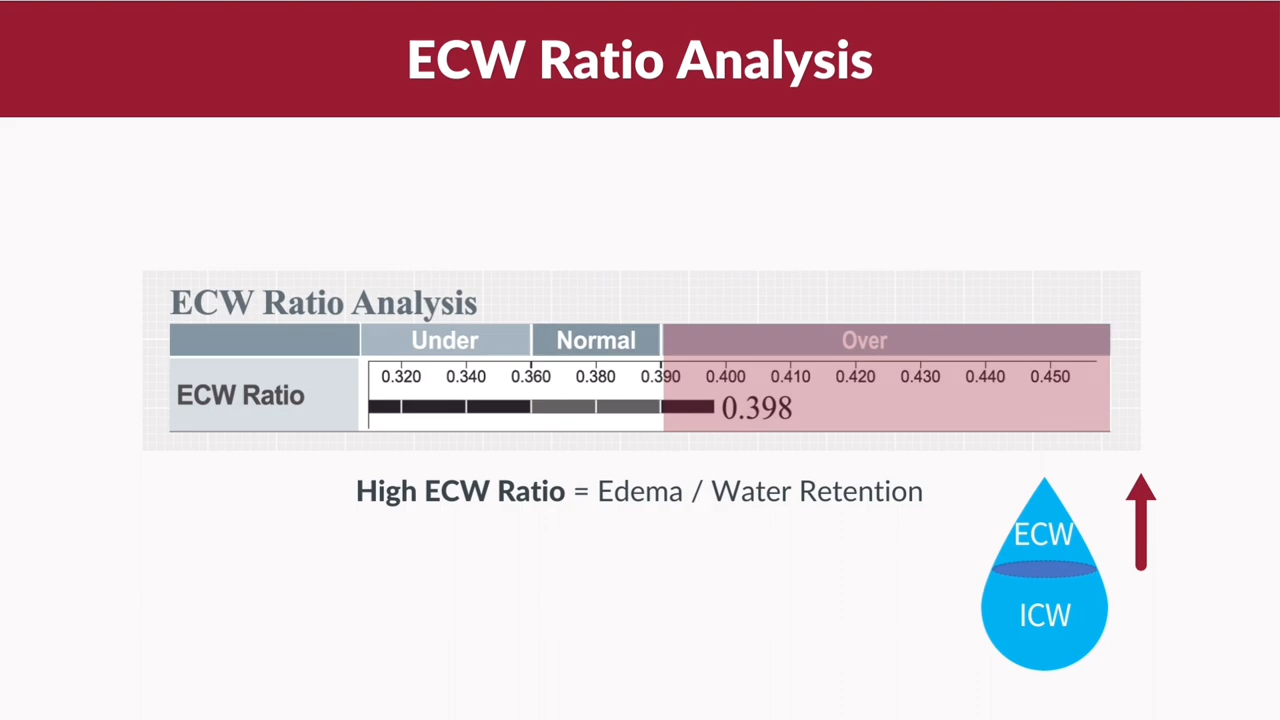 ECW Ratio Analysis
ECW Ratio Analysis
Under Normal Over
0.320 0.340 0.360 0.380 0.390 0.400 0.410 0.420 0.430 0.440 0.450
ECW Ratio
0.398
High ECW Ratio = Edema / Water Retention
ECW
ICW